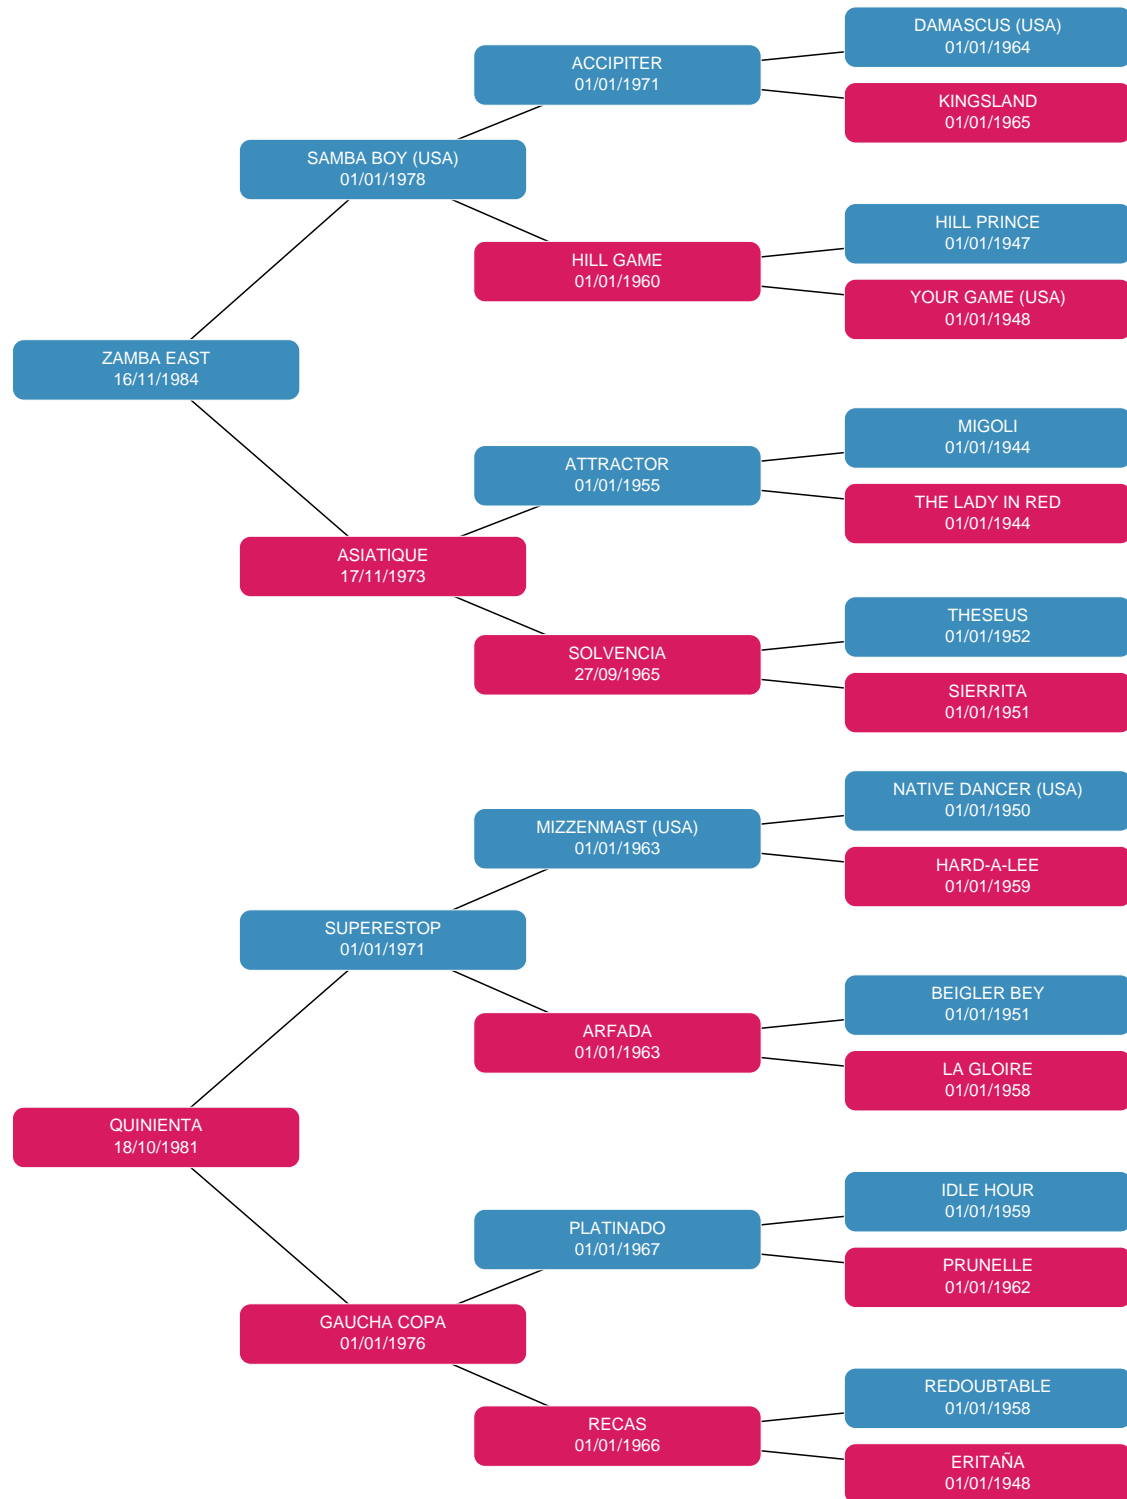 DAMASCUS (USA)
01/01/1964
ACCIPITER
01/01/1971
KINGSLAND
01/01/1965
SAMBA BOY (USA)
01/01/1978
HILL PRINCE
01/01/1947
HILL GAME
01/01/1960
YOUR GAME (USA)
01/01/1948
ZAMBA EAST
16/11/1984
MIGOLI
01/01/1944
ATTRACTOR
01/01/1955
THE LADY IN RED
01/01/1944
ASIATIQUE
17/11/1973
THESEUS
01/01/1952
SOLVENCIA
27/09/1965
SIERRITA
01/01/1951
NATIVE DANCER (USA)
01/01/1950
MIZZENMAST (USA)
01/01/1963
HARD-A-LEE
01/01/1959
SUPERESTOP
01/01/1971
BEIGLER BEY
01/01/1951
ARFADA
01/01/1963
LA GLOIRE
01/01/1958
QUINIENTA
18/10/1981
IDLE HOUR
01/01/1959
PLATINADO
01/01/1967
PRUNELLE
01/01/1962
GAUCHA COPA
01/01/1976
REDOUBTABLE
01/01/1958
RECAS
01/01/1966
ERITAÑA
01/01/1948